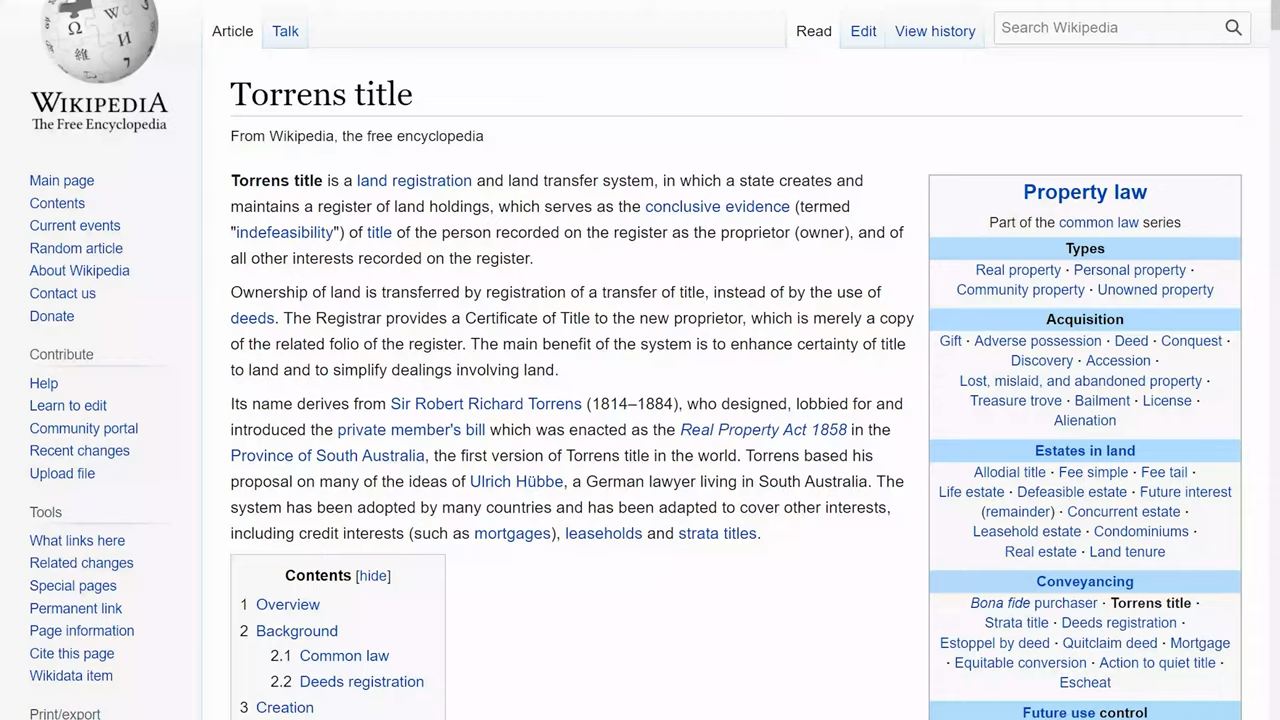 Article Talk Read Edit View history Search Wikipedia
WIKIPEDIA
The Free Encyclopedia
Main page
Contents
Current events
Random article
About Wikipedia
Contact us
Donate
Contribute
Help
Learn to edit
Community portal
Recent changes
Upload file
Tools
What links here
Related changes
Special pages
Permanent link
Page information
Cite this page
Wikidata item
Print/export
Torrens title
From Wikipedia, the free encyclopedia
Torrens title is a land registration and land transfer system, in which a state creates and
maintains a register of land holdings, which serves as the conclusive evidence (termed
"indefeasibility") of title of the person recorded on the register as the proprietor (owner), and of
all other interests recorded on the register.
Ownership of land is transferred by registration of a transfer of title, instead of by the use of
deeds. The Registrar provides a Certificate of Title to the new proprietor, which is merely a copy
of the related folio of the register. The main benefit of the system is to enhance certainty of title
to land and to simplify dealings involving land.
Its name derives from Sir Robert Richard Torrens (1814–1884), who designed, lobbied for and
introduced the private member's bill which was enacted as the Real Property Act 1858 in the
Province of South Australia, the first version of Torrens title in the world. Torrens based his
proposal on many of the ideas of Ulrich Hübbe, a German lawyer living in South Australia. The
system has been adopted by many countries and has been adapted to cover other interests,
including credit interests (such as mortgages), leaseholds and strata titles.
Contents [hide]
1 Overview
2 Background
2.1 Common law
2.2 Deeds registration
3 Creation
Property law
Part of the common law series
Types
Real property · Personal property ·
Community property · Unowned property
Acquisition
Gift · Adverse possession · Deed · Conquest ·
Discovery · Accession ·
Lost, mislaid, and abandoned property ·
Treasure trove · Bailment · License ·
Alienation
Estates in land
Allodial title · Fee simple · Fee tail ·
Life estate · Defeasible estate · Future interest
(remainder) · Concurrent estate ·
Leasehold estate · Condominiums ·
Real estate · Land tenure
Conveyancing
Bona fide purchaser · Torrens title ·
Strata title · Deeds registration ·
Estoppel by deed · Quitclaim deed · Mortgage
· Equitable conversion · Action to quiet title ·
Escheat
Future use control